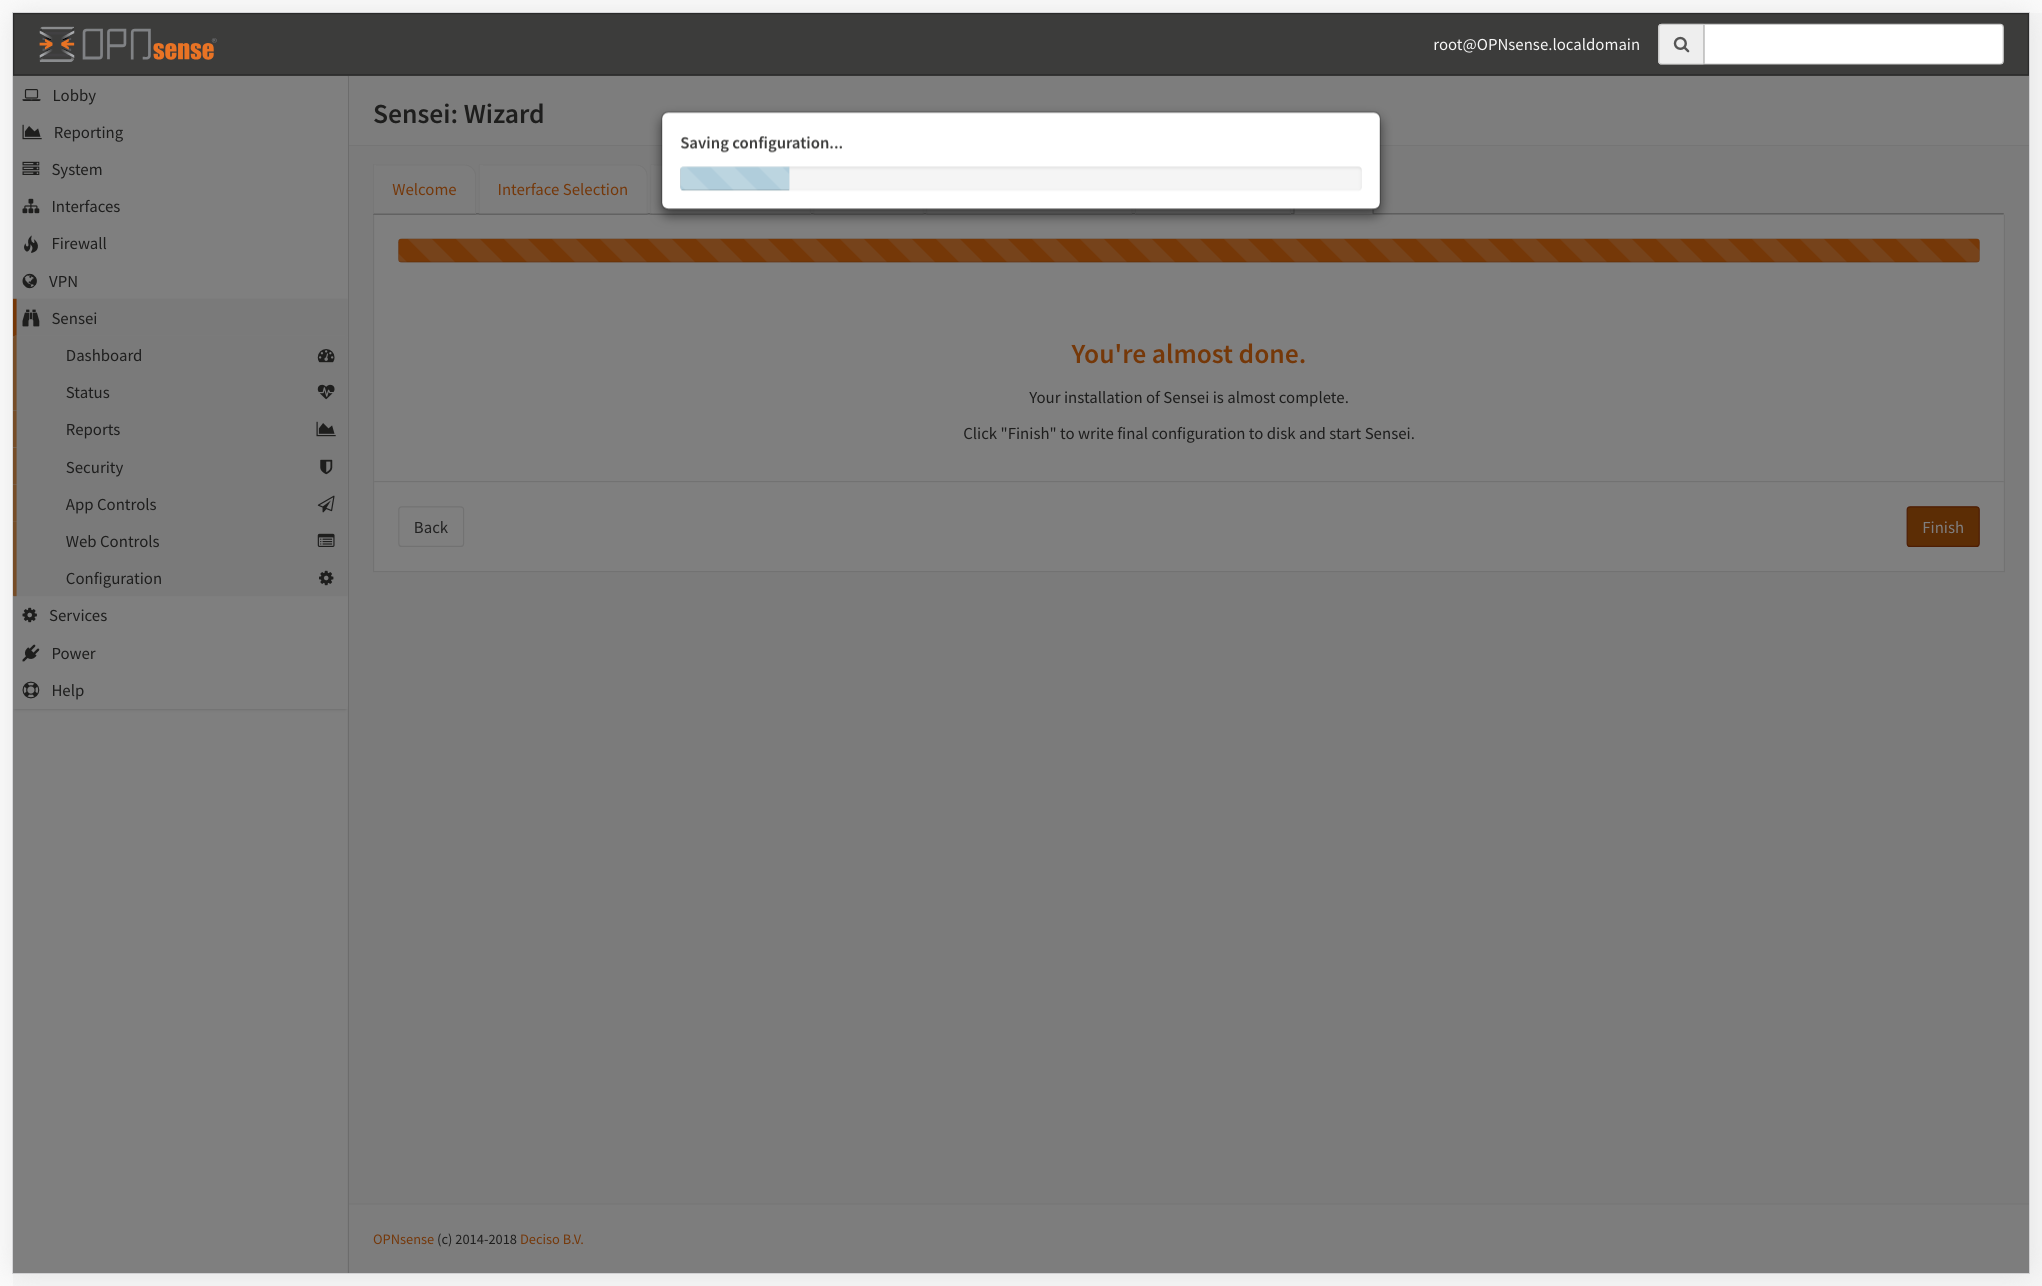 OPNsense
root@OPNsense.localdomain
Lobby
Reporting
System
Interfaces
Firewall
VPN
Sensei
Dashboard
Status
Reports
Security
App Controls
Web Controls
Configuration
Services
Power
Help
Sensei: Wizard
Saving configuration...
Welcome
Interface Selection
You're almost done.
Your installation of Sensei is almost complete.
Click "Finish" to write final configuration to disk and start Sensei.
Back
Finish
OPNsense (c) 2014-2018 Deciso B.V.